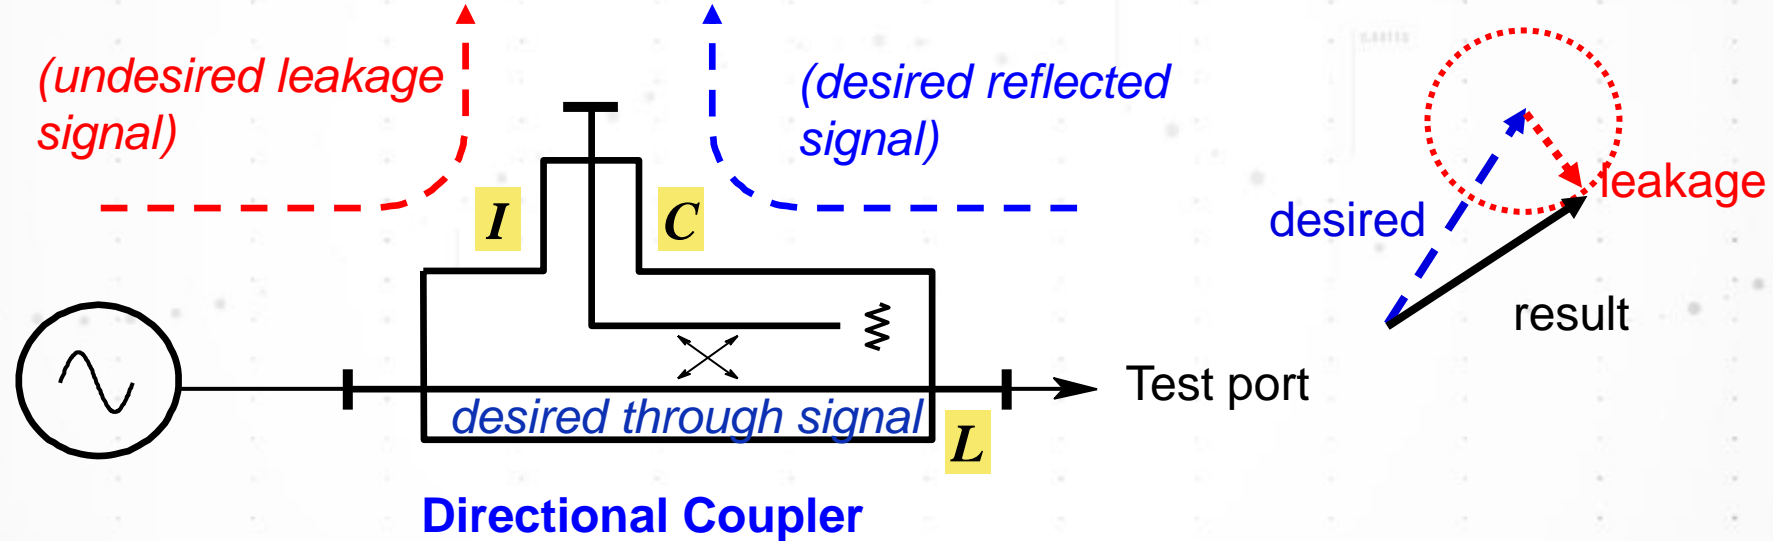 (undesired leakage
signal)
(desired reflected
signal)
I
C
leakage
desired
result
Test port
desired through signal
L
Directional Coupler